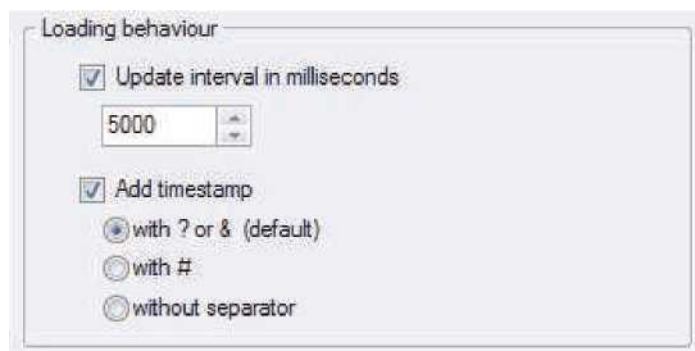 Loading behaviour
Update interval in milliseconds
5000
Add timestamp
with ? or & (default)
with #
without separator